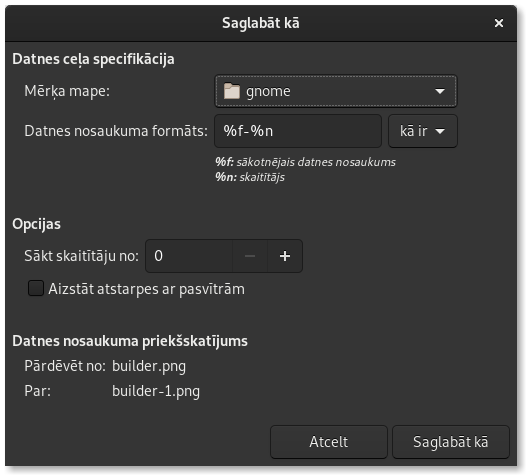 Saglabāt kā
Datnes ceļa specifikācija
Mērķa mape: gnome
Datnes nosaukuma formāts: %f-%n kā ir
%f: sākotnējais datnes nosaukums
%n: skaitītājs
Opcijas
Sākt skaitītāju no: 0
Aizstāt atstarpes ar pasvītrām
Datnes nosaukuma priekšskatījums
Pārdēvēt no: builder.png
Par: builder-1.png
Atcelt Saglabāt kā